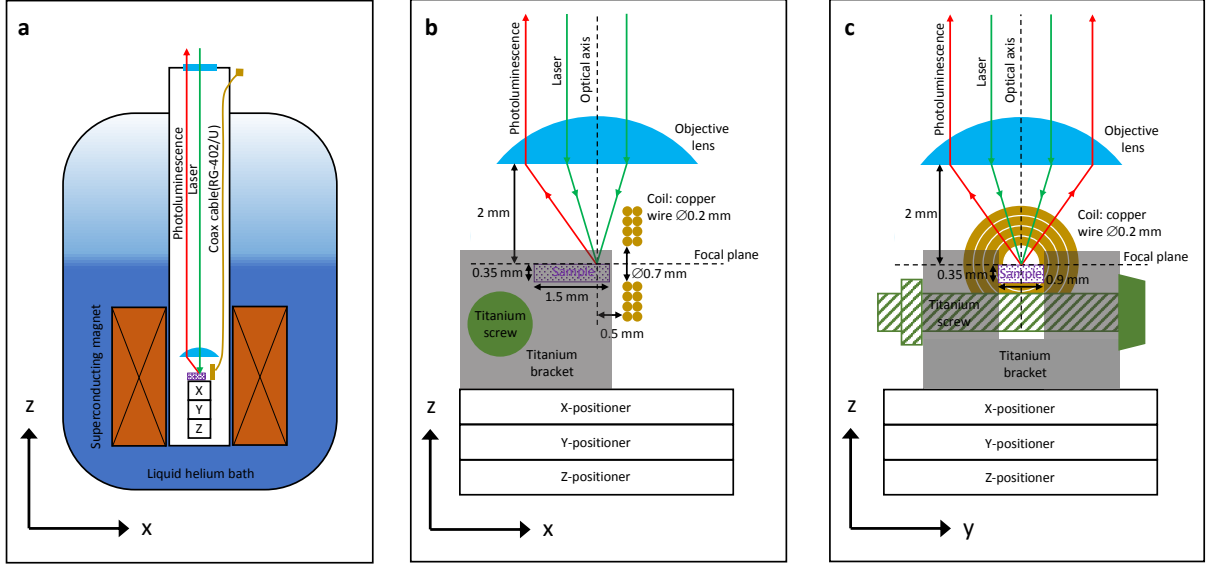 a
Photoluminescence
Laser
Coax cable(RG-402/U)
Superconducting magnet
X
Y
Z
Liquid helium bath
z
x
b
Photoluminescence
Laser
Optical axis
Objective
lens
2 mm
Coil: copper
wire ∅0.2 mm
Focal plane
0.35 mm
Sample
∅0.7 mm
1.5 mm
0.5 mm
Titanium
screw
Titanium
bracket
X-positioner
Y-positioner
Z-positioner
z
x
c
Photoluminescence
Laser
Optical axis
Objective
lens
2 mm
Coil: copper
wire ∅0.2 mm
Focal plane
0.35 mm
Sample
0.9 mm
Titanium
screw
Titanium
bracket
X-positioner
Y-positioner
Z-positioner
z
y